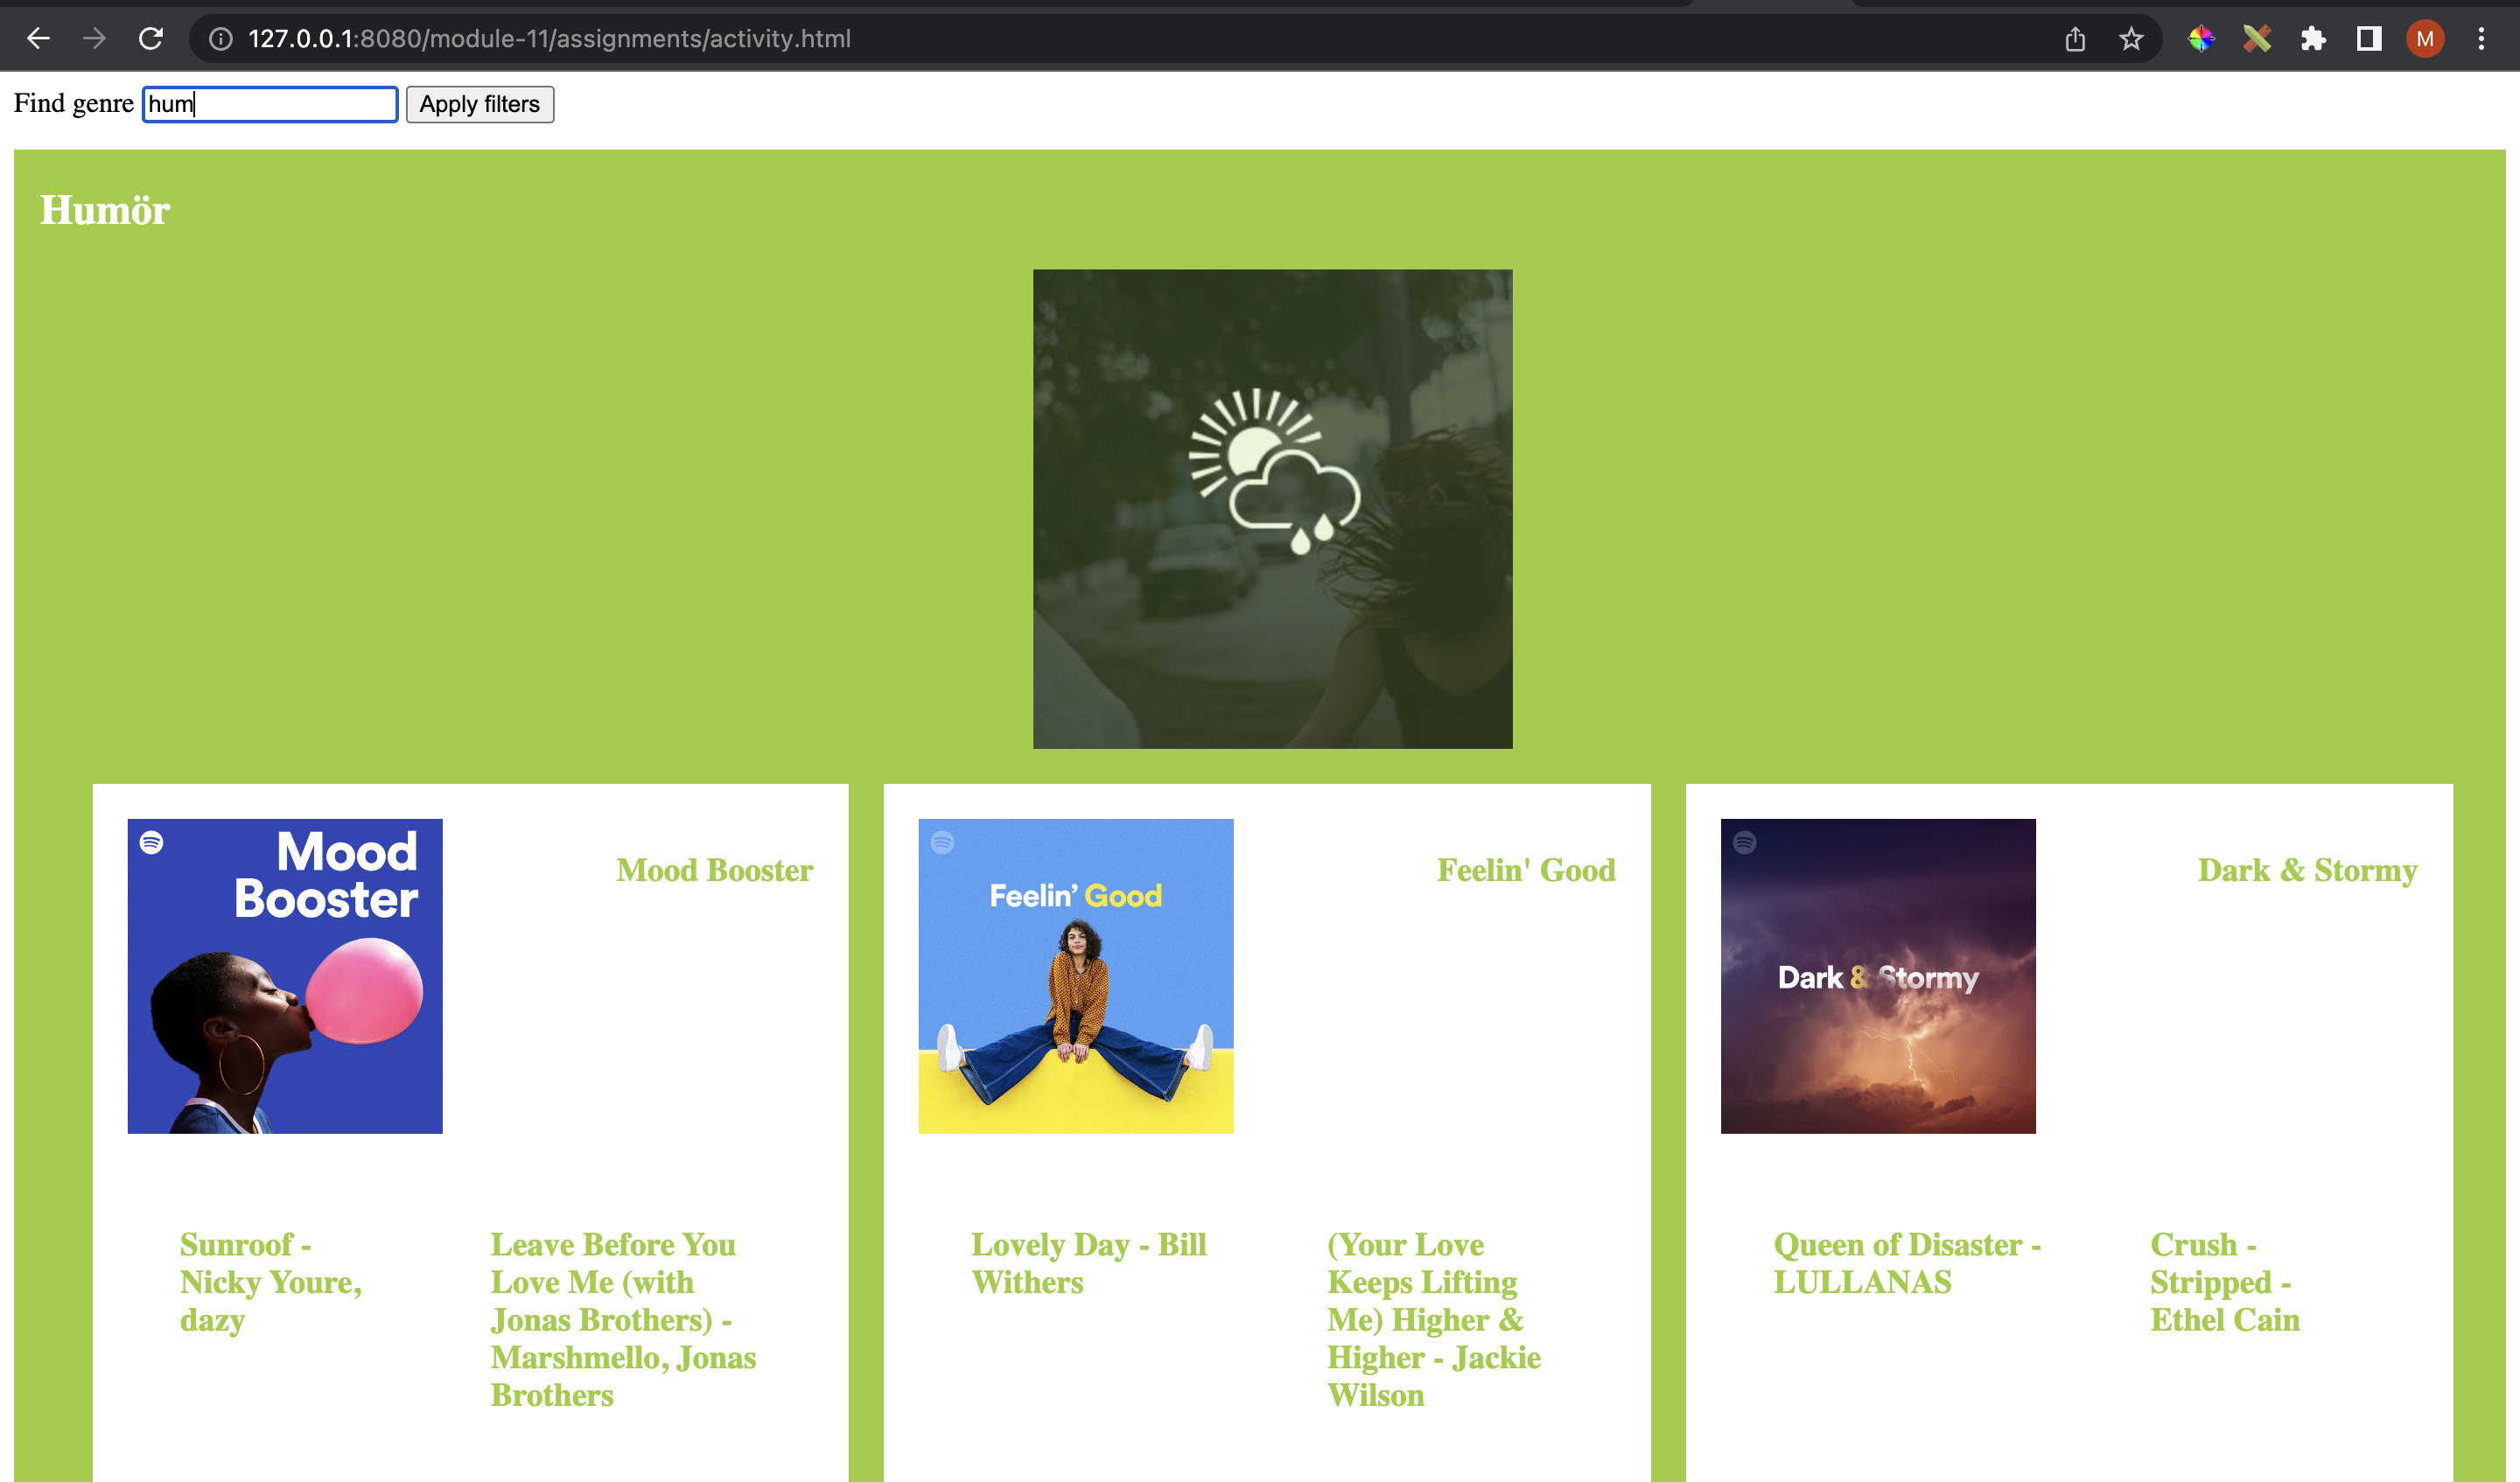 127.0.0.1:8080/module-11/assignments/activity.html
M
Find genre hum Apply filters
Humör
Mood
Booster
Mood Booster
Sunroof -
Nicky Youre,
dazy
Leave Before You
Love Me (with
Jonas Brothers) -
Marshmello, Jonas
Brothers
Feelin’ Good
Feelin' Good
Lovely Day - Bill
Withers
(Your Love
Keeps Lifting
Me) Higher &
Higher - Jackie
Wilson
Dark & Stormy
Dark & Stormy
Queen of Disaster -
LULLANAS
Crush -
Stripped -
Ethel Cain